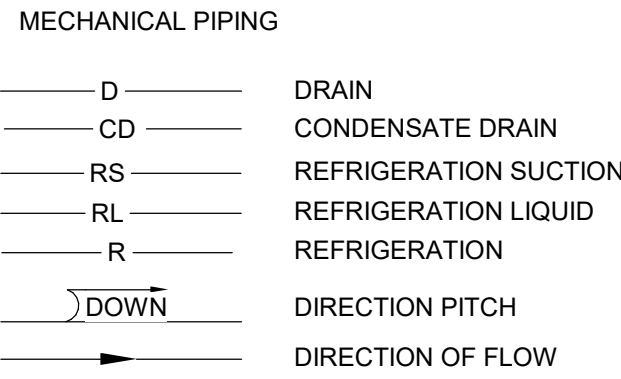 MECHANICAL PIPING
D DRAIN
CD CONDENSATE DRAIN
RS REFRIGERATION SUCTION
RL REFRIGERATION LIQUID
R REFRIGERATION
DOWN DIRECTION PITCH
DIRECTION OF FLOW